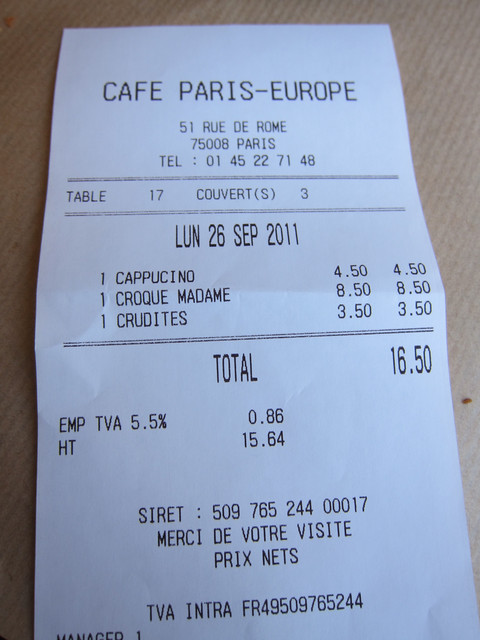 CAFE PARIS-EUROPE
51 RUE DE ROME
75008 PARIS
TEL : 01 45 22 71 48
TABLE 17 COUVERT(S) 3
LUN 26 SEP 2011
1 CAPPUCINO 4.50 4.50
1 CROQUE MADAME 8.50 8.50
1 CRUDITES 3.50 3.50
TOTAL 16.50
EMP TVA 5.5% 0.86
HT 15.64
SIRET : 509 765 244 00017
MERCI DE VOTRE VISITE
PRIX NETS
TVA INTRA FR49509765244
MANAGER 1